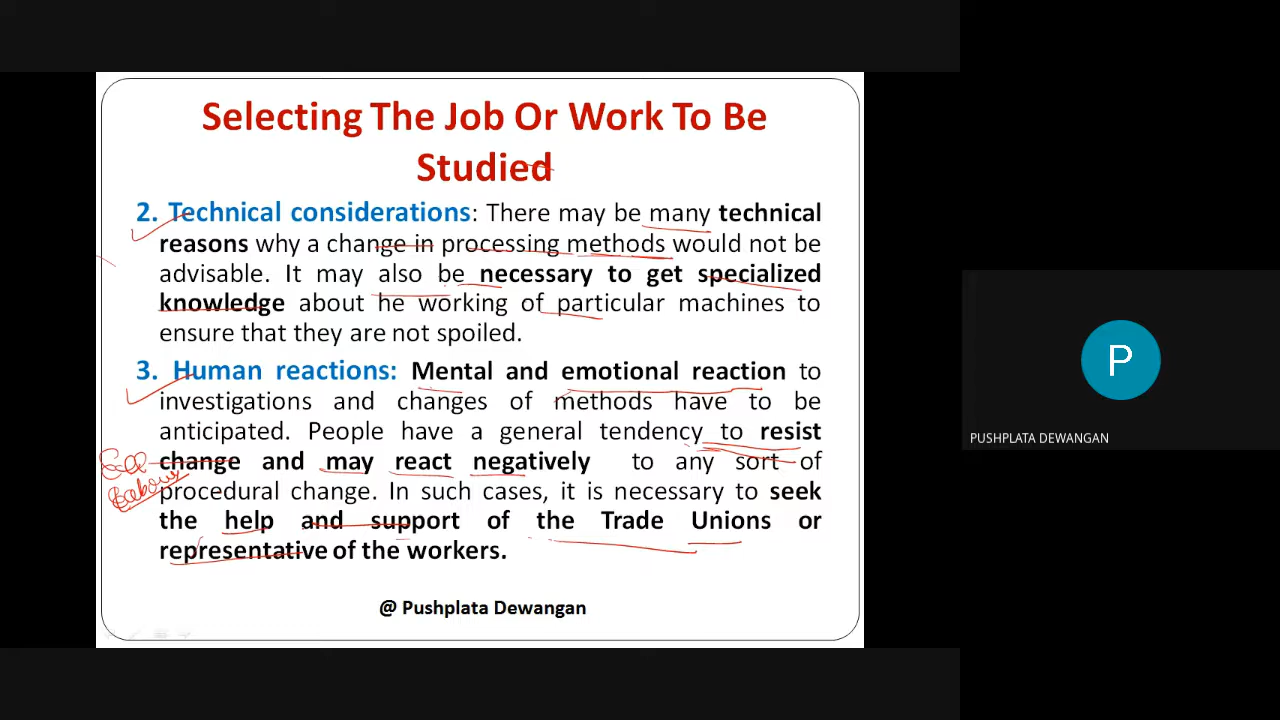 Selecting The Job Or Work To Be
Studied
2. Technical considerations: There may be many technical
reasons why a change in processing methods would not be
advisable. It may also be necessary to get specialized
knowledge about he working of particular machines to
ensure that they are not spoiled.
3. Human reactions: Mental and emotional reaction to
investigations and changes of methods have to be
anticipated. People have a general tendency to resist
change and may react negatively to any sort of
procedural change. In such cases, it is necessary to seek
the help and support of the Trade Unions or
representative of the workers.
@ Pushplata Dewangan
P
PUSHPLATA DEWANGAN